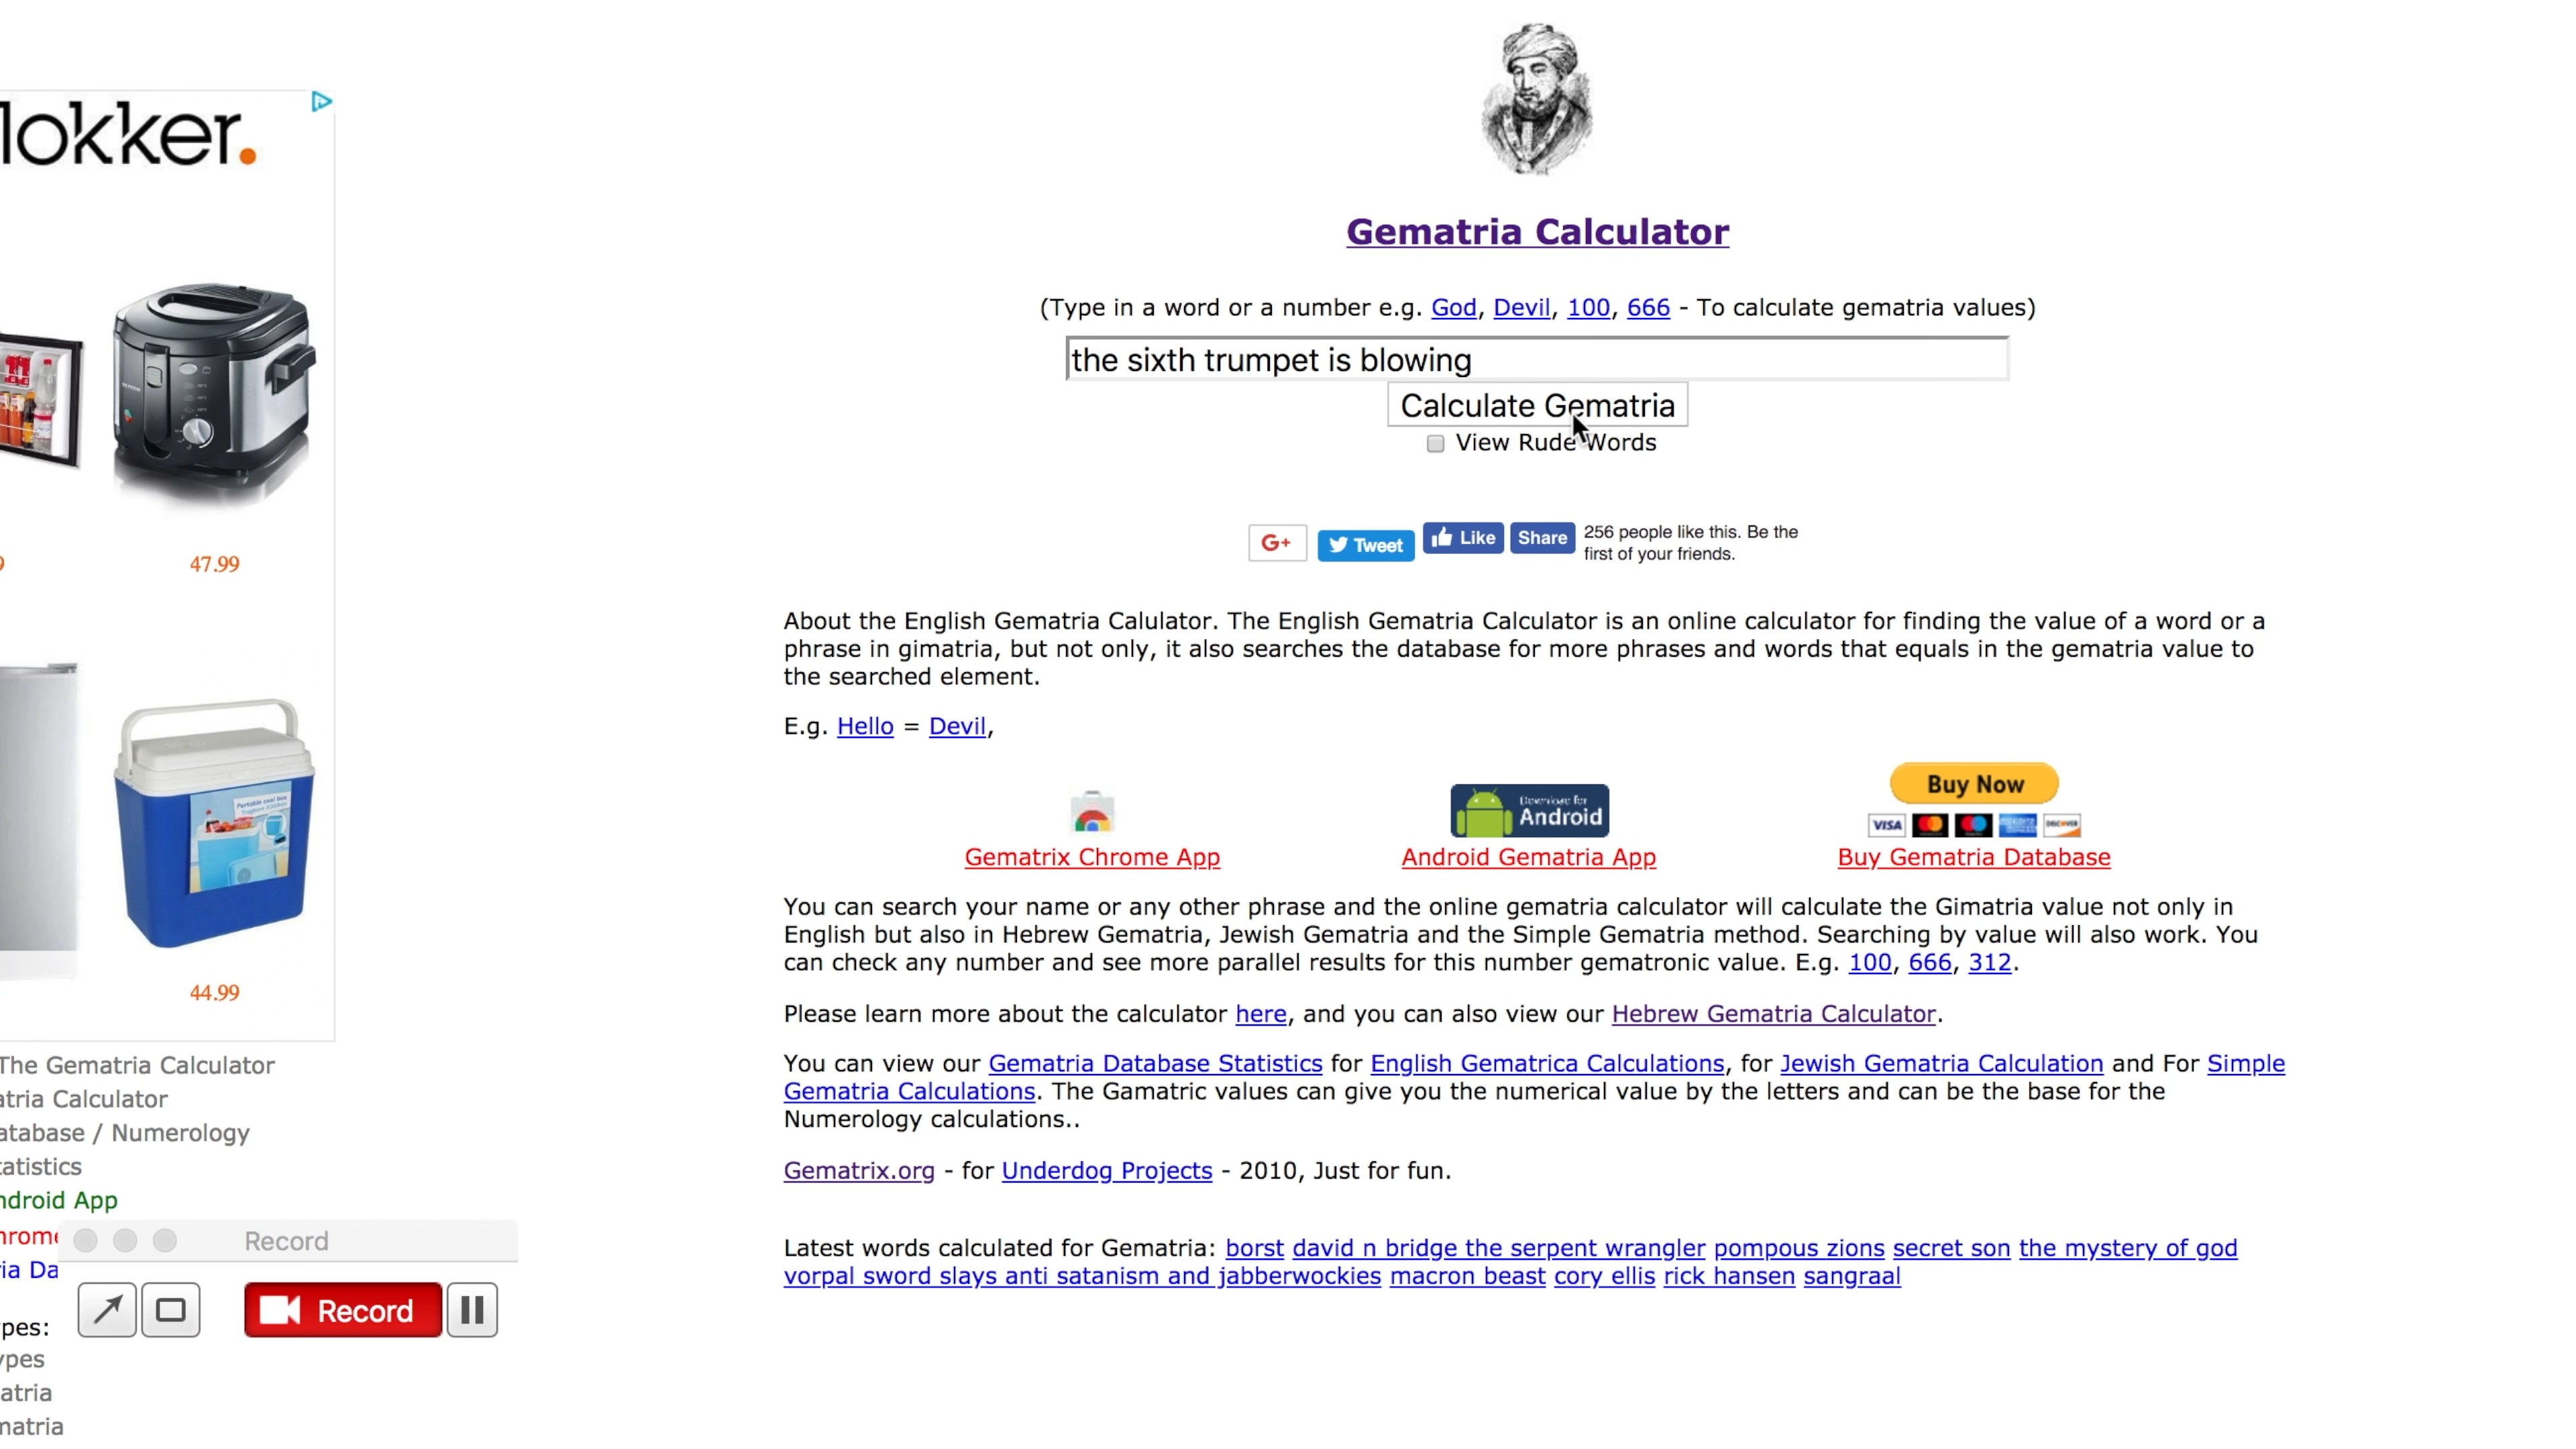 lokker.
47.99
44.99
The Gematria Calculator
atria Calculator
atabase / Numerology
tatistics
ndroid App
hrome
ia Da
pes:
ypes
atria
matria
Record
Record
Gematria Calculator
(Type in a word or a number e.g. God, Devil, 100, 666 - To calculate gematria values)
the sixth trumpet is blowing
Calculate Gematria
View Rude Words
G+ Tweet Like Share 256 people like this. Be the
first of your friends.
About the English Gematria Calulator. The English Gematria Calculator is an online calculator for finding the value of a word or a
phrase in gimatria, but not only, it also searches the database for more phrases and words that equals in the gematria value to
the searched element.
E.g. Hello = Devil,
Download for
Android
Buy Now
VISA DISCOVER
Gematrix Chrome App
Android Gematria App
Buy Gematria Database
You can search your name or any other phrase and the online gematria calculator will calculate the Gimatria value not only in
English but also in Hebrew Gematria, Jewish Gematria and the Simple Gematria method. Searching by value will also work. You
can check any number and see more parallel results for this number gematronic value. E.g. 100, 666, 312.
Please learn more about the calculator here, and you can also view our Hebrew Gematria Calculator.
You can view our Gematria Database Statistics for English Gematrica Calculations, for Jewish Gematria Calculation and For Simple
Gematria Calculations. The Gamatric values can give you the numerical value by the letters and can be the base for the
Numerology calculations..
Gematrix.org - for Underdog Projects - 2010, Just for fun.
Latest words calculated for Gematria: borst david n bridge the serpent wrangler pompous zions secret son the mystery of god
vorpal sword slays anti satanism and jabberwockies macron beast cory ellis rick hansen sangraal